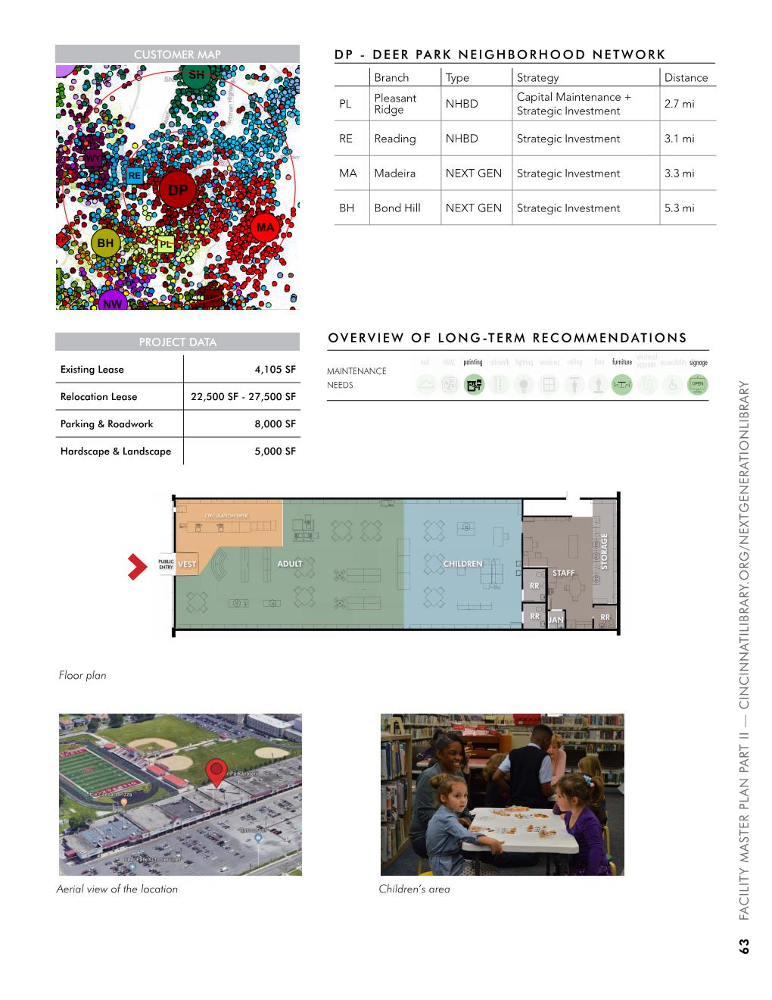 CUSTOMER MAP
SH
WY
BA
RE
DP
MA
BH
PL
NW
DP - DEER PARK NEIGHBORHOOD NETWORK
Branch Type Strategy Distance
PL Pleasant Ridge NHBD Capital Maintenance + Strategic Investment 2.7 mi
RE Reading NHBD Strategic Investment 3.1 mi
MA Madeira NEXT GEN Strategic Investment 3.3 mi
BH Bond Hill NEXT GEN Strategic Investment 5.3 mi
PROJECT DATA
Existing Lease 4,105 SF
Relocation Lease 22,500 SF - 27,500 SF
Parking & Roadwork 8,000 SF
Hardscape & Landscape 5,000 SF
OVERVIEW OF LONG-TERM RECOMMENDATIONS
MAINTENANCE
NEEDS
roof HVAC painting sidewalk lighting windows ceiling floor furniture electrical upgrade accessibility signage
OPEN
CIRCULATION DESK
PUBLIC
ENTRY
VEST
ADULT
CHILDREN
STAFF
STORAGE
RR
RR
JAN
RR
Floor plan
r Park Library
Little Caesars Pizza
Deer Park Auto Services
Aerial view of the location
Children's area
FACILITY MASTER PLAN PART II — CINCINNATILIBRARY.ORG/NEXTGENERATIONLIBRARY
63